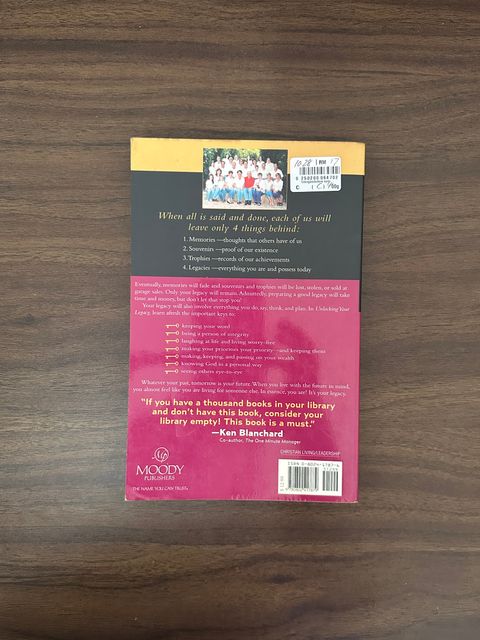 10.28 RM 17
When all is said and done, each of us will
leave only 4 things behind:
1. Memories—thoughts that others have of us
2. Souvenirs—proof of our existence
3. Trophies—records of our achievements
4. Legacies—everything you are and possess today
Eventually, memories will fade and souvenirs and trophies will be lost, stolen, or sold at
garage sales. Only your legacy will remain. Admittedly, preparing a good legacy will take
time and money, but don't let that stop you!
Your legacy will also involve everything you do, say, think, and plan. In Unlocking Your
Legacy, learn afresh the important keys to:
keeping your word
being a person of integrity
laughing at life and living worry-free
making your priorities your priority—and keeping them
making, keeping, and passing on your wealth
knowing God in a personal way
seeing others eye-to-eye
Whatever your past, tomorrow is your future. When you live with the future in mind,
you almost feel like you are living for someone else. In essence, you are! It's your legacy.
"If you have a thousand books in your library
and don't have this book, consider your
library empty! This book is a must."
—Ken Blanchard
Co-author, The One Minute Manager
CHRISTIAN LIVING/LEADERSHIP
MOODY
PUBLISHERS
THE NAME YOU CAN TRUST.